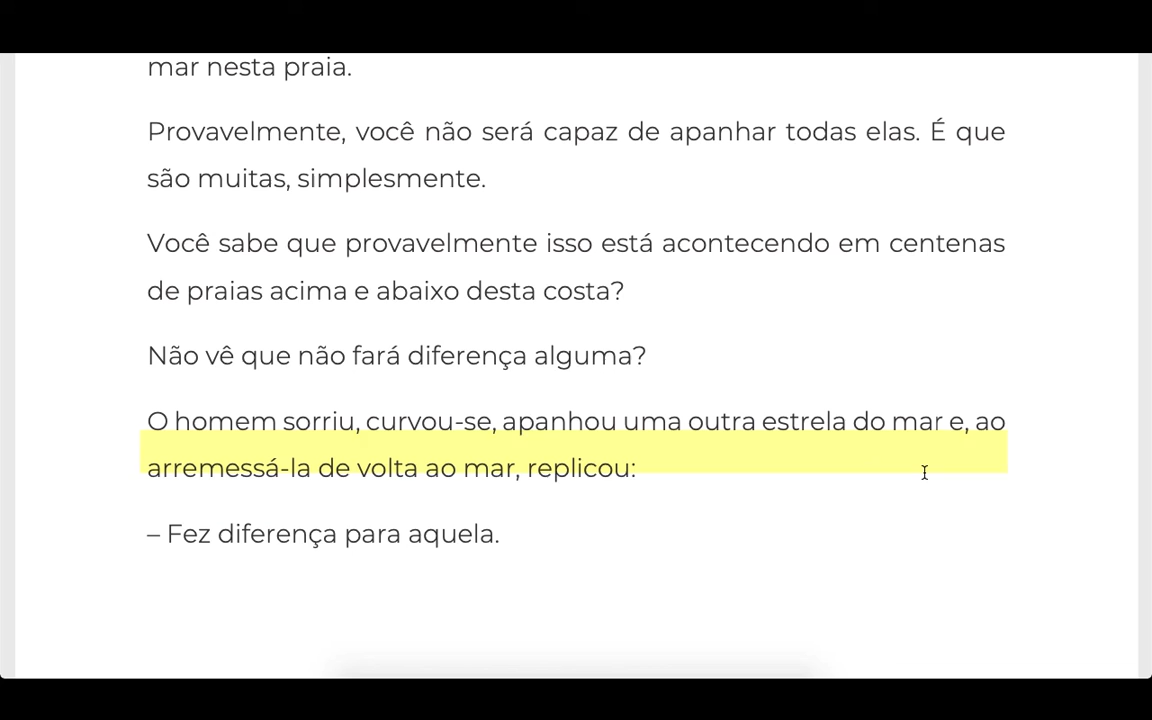 mar nesta praia.
Provavelmente, você não será capaz de apanhar todas elas. É que
são muitas, simplesmente.
Você sabe que provavelmente isso está acontecendo em centenas
de praias acima e abaixo desta costa?
Não vê que não fará diferença alguma?
O homem sorriu, curvou-se, apanhou uma outra estrela do mar e, ao
arremessá-la de volta ao mar, replicou:
– Fez diferença para aquela.